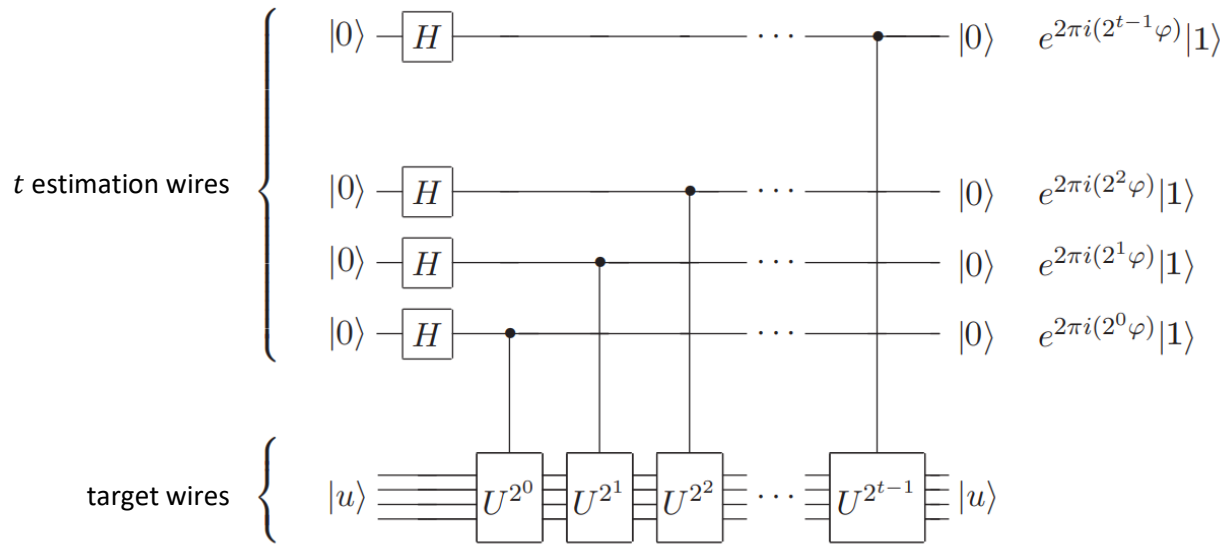 |0⟩ H ··· |0⟩ e^{2πi(2^{t−1}φ)}|1⟩
t estimation wires
|0⟩ H ··· |0⟩ e^{2πi(2^2φ)}|1⟩
|0⟩ H ··· |0⟩ e^{2πi(2^1φ)}|1⟩
|0⟩ H ··· |0⟩ e^{2πi(2^0φ)}|1⟩
target wires |u⟩ U^{2^0} U^{2^1} U^{2^2} ··· U^{2^{t−1}} |u⟩